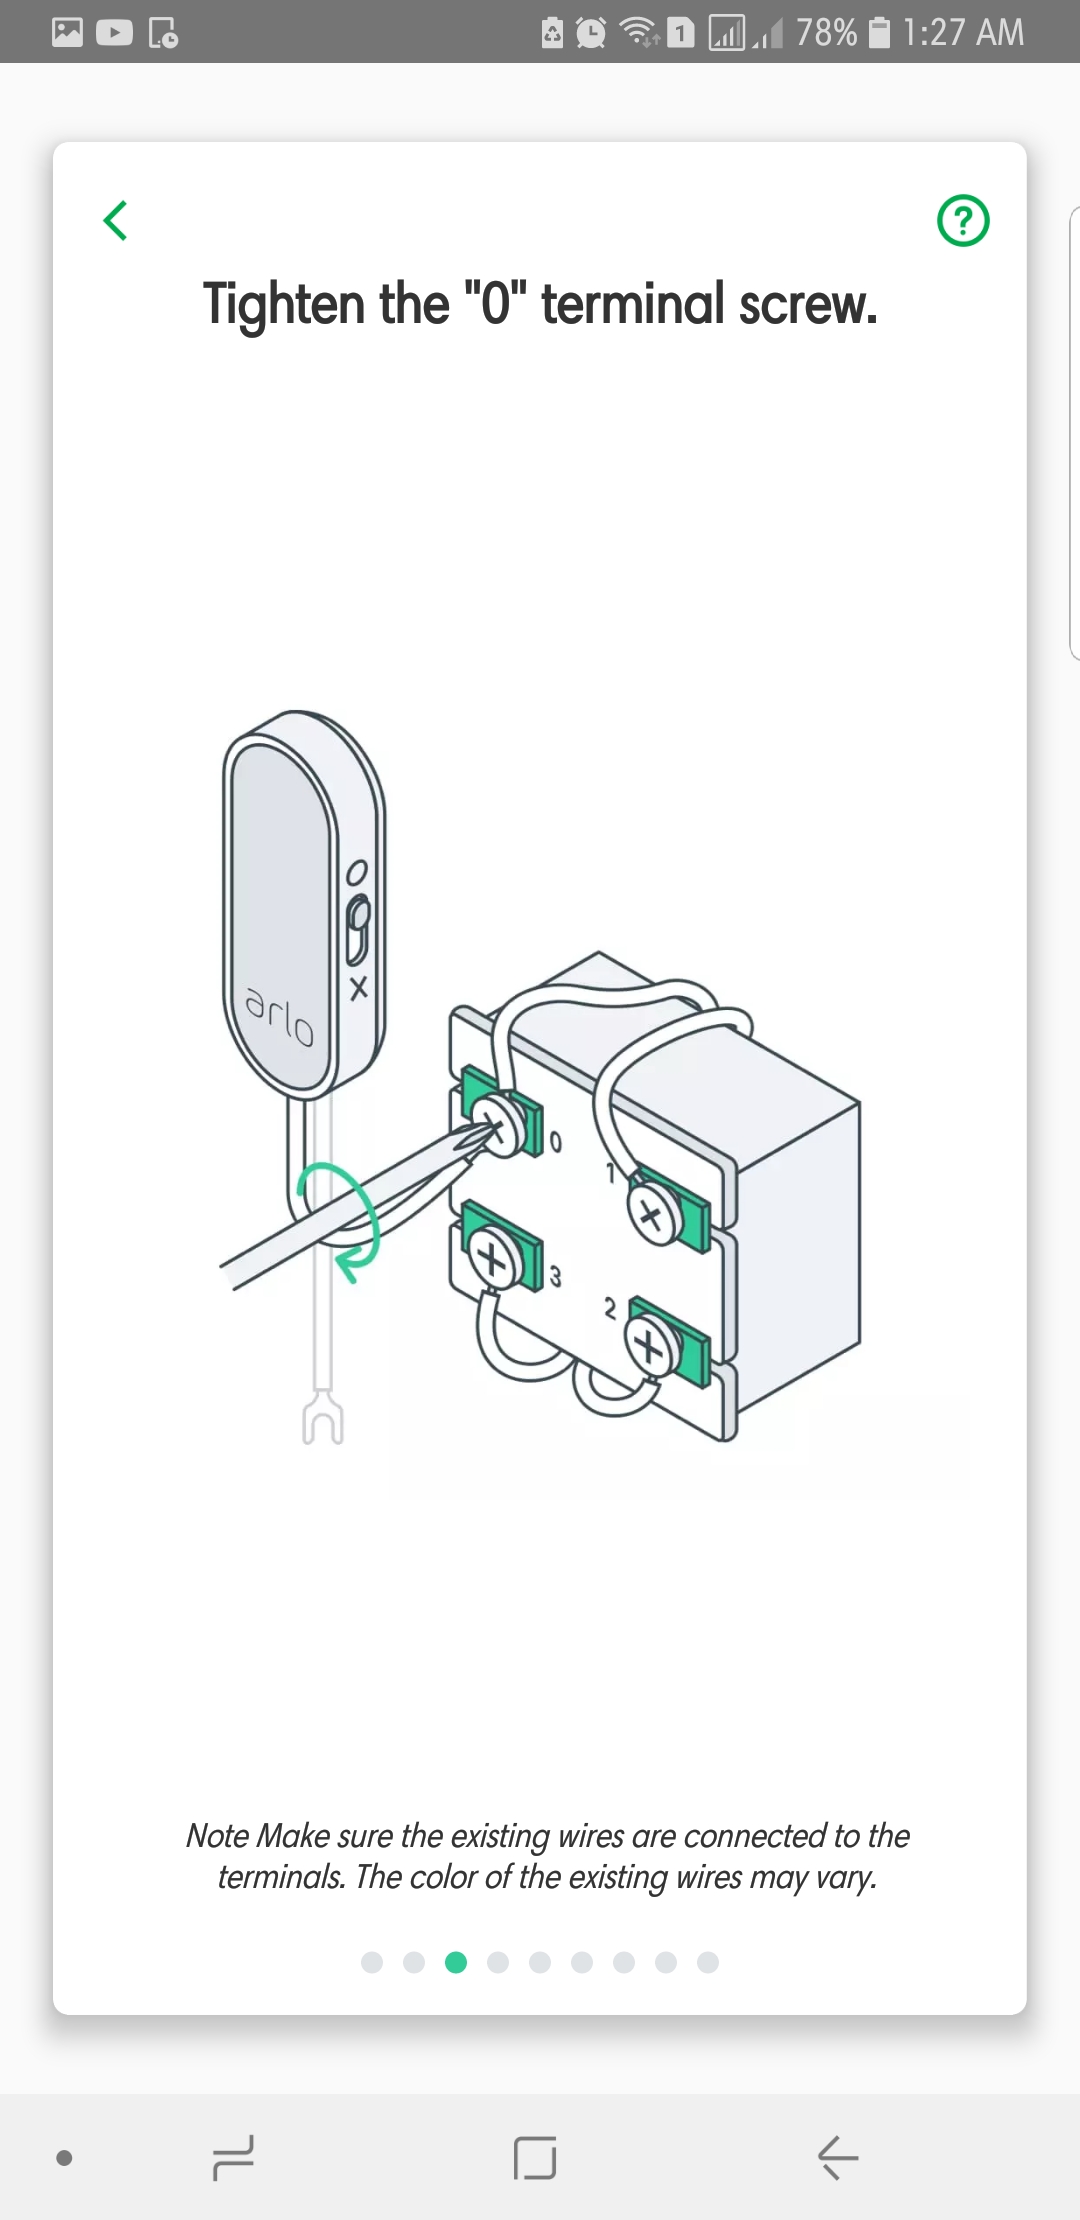 1 78% 1:27 AM
?
Tighten the "0" terminal screw.
X
arlo
0
1
3
2
Note Make sure the existing wires are connected to the
terminals. The color of the existing wires may vary.